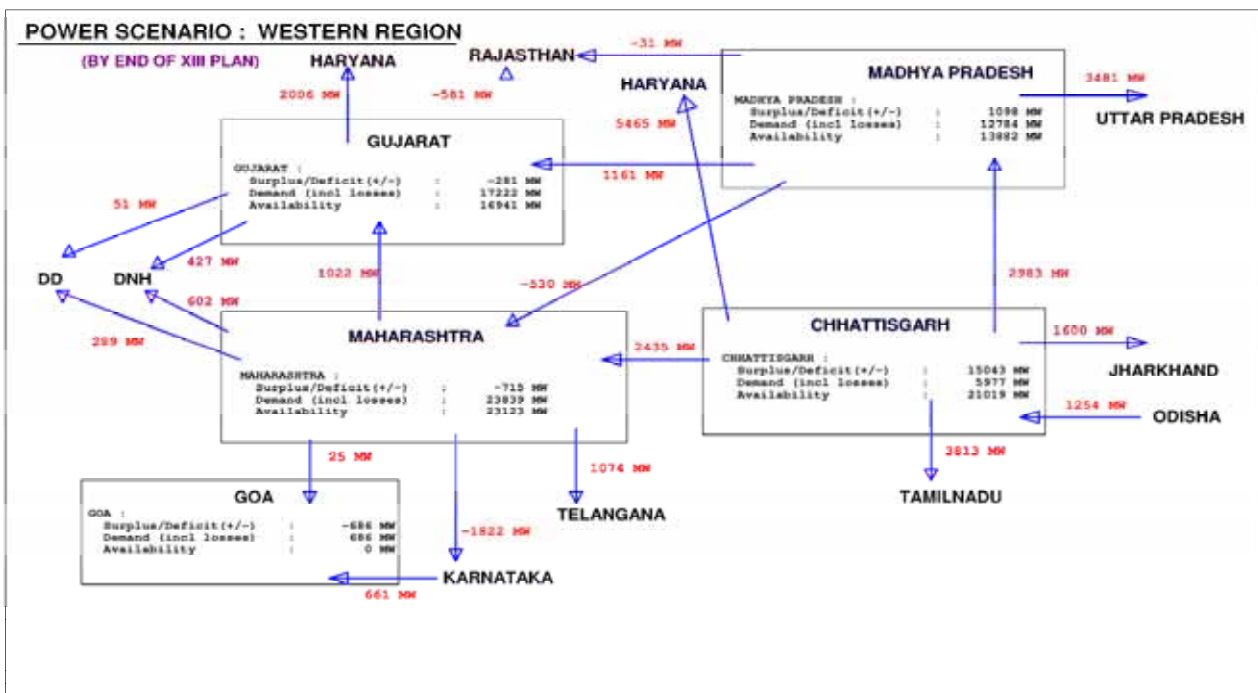 POWER SCENARIO : WESTERN REGION
(BY END OF XIII PLAN)
HARYANA
RAJASTHAN
-31 MW
2006 MW
-581 MW
HARYANA
5465 MW
MADHYA PRADESH
MADHYA PRADESH :
Surplus/Deficit(+/-) : 1098 MW
Demand (incl losses) : 12784 MW
Availability : 13882 MW
3481 MW
UTTAR PRADESH
GUJARAT
GUJARAT :
Surplus/Deficit(+/-) : -281 MW
Demand (incl losses) : 17222 MW
Availability : 16941 MW
1161 MW
51 MW
427 MW
DD
DNH
602 MW
289 MW
1022 MW
-530 MW
2983 MW
MAHARASHTRA
MAHARASHTRA :
Surplus/Deficit(+/-) : -715 MW
Demand (incl losses) : 23839 MW
Availability : 23123 MW
2435 MW
CHHATTISGARH
CHHATTISGARH :
Surplus/Deficit(+/-) : 15043 MW
Demand (incl losses) : 5977 MW
Availability : 21019 MW
1600 MW
JHARKHAND
1254 MW
ODISHA
3813 MW
TAMILNADU
25 MW
1074 MW
TELANGANA
-1822 MW
GOA
GOA :
Surplus/Deficit(+/-) : -686 MW
Demand (incl losses) : 686 MW
Availability : 0 MW
KARNATAKA
661 MW